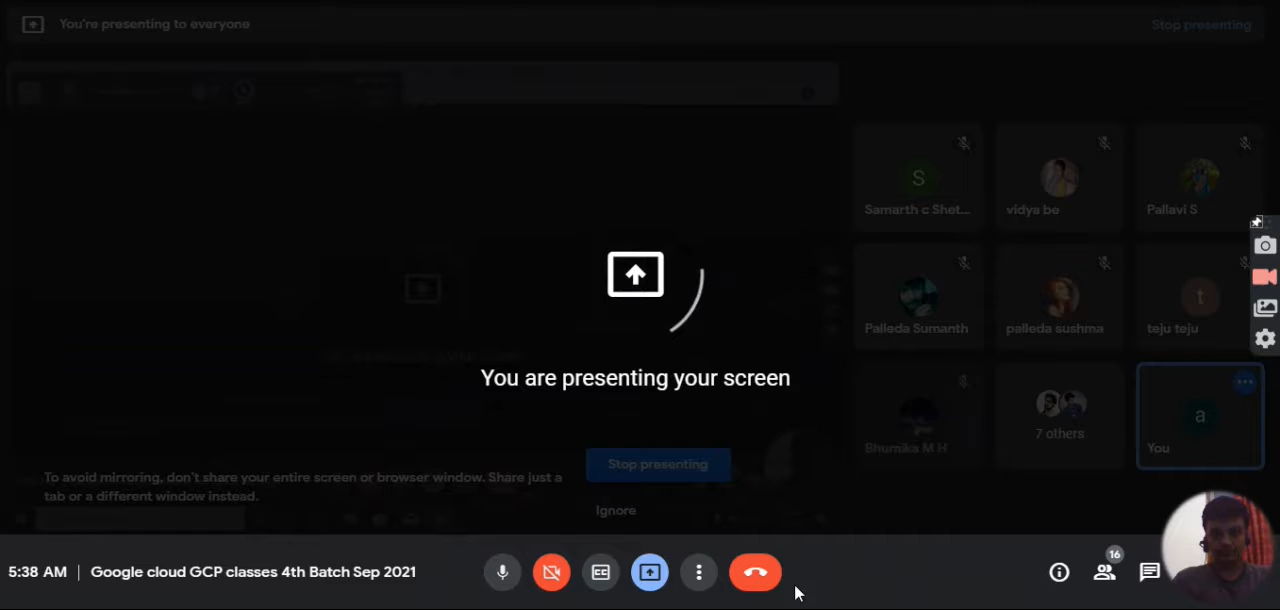 You're presenting to everyone
Stop presenting
S
Samarth c Shet...
vidya be
Pallavi S
Palleda Sumanth
palleda sushma
t
teju teju
You are presenting your screen
Bhumika M H
7 others
a
You
Stop presenting
To avoid mirroring, don't share your entire screen or browser window. Share just a
tab or a different window instead.
Ignore
5:38 AM | Google cloud GCP classes 4th Batch Sep 2021
CC
16